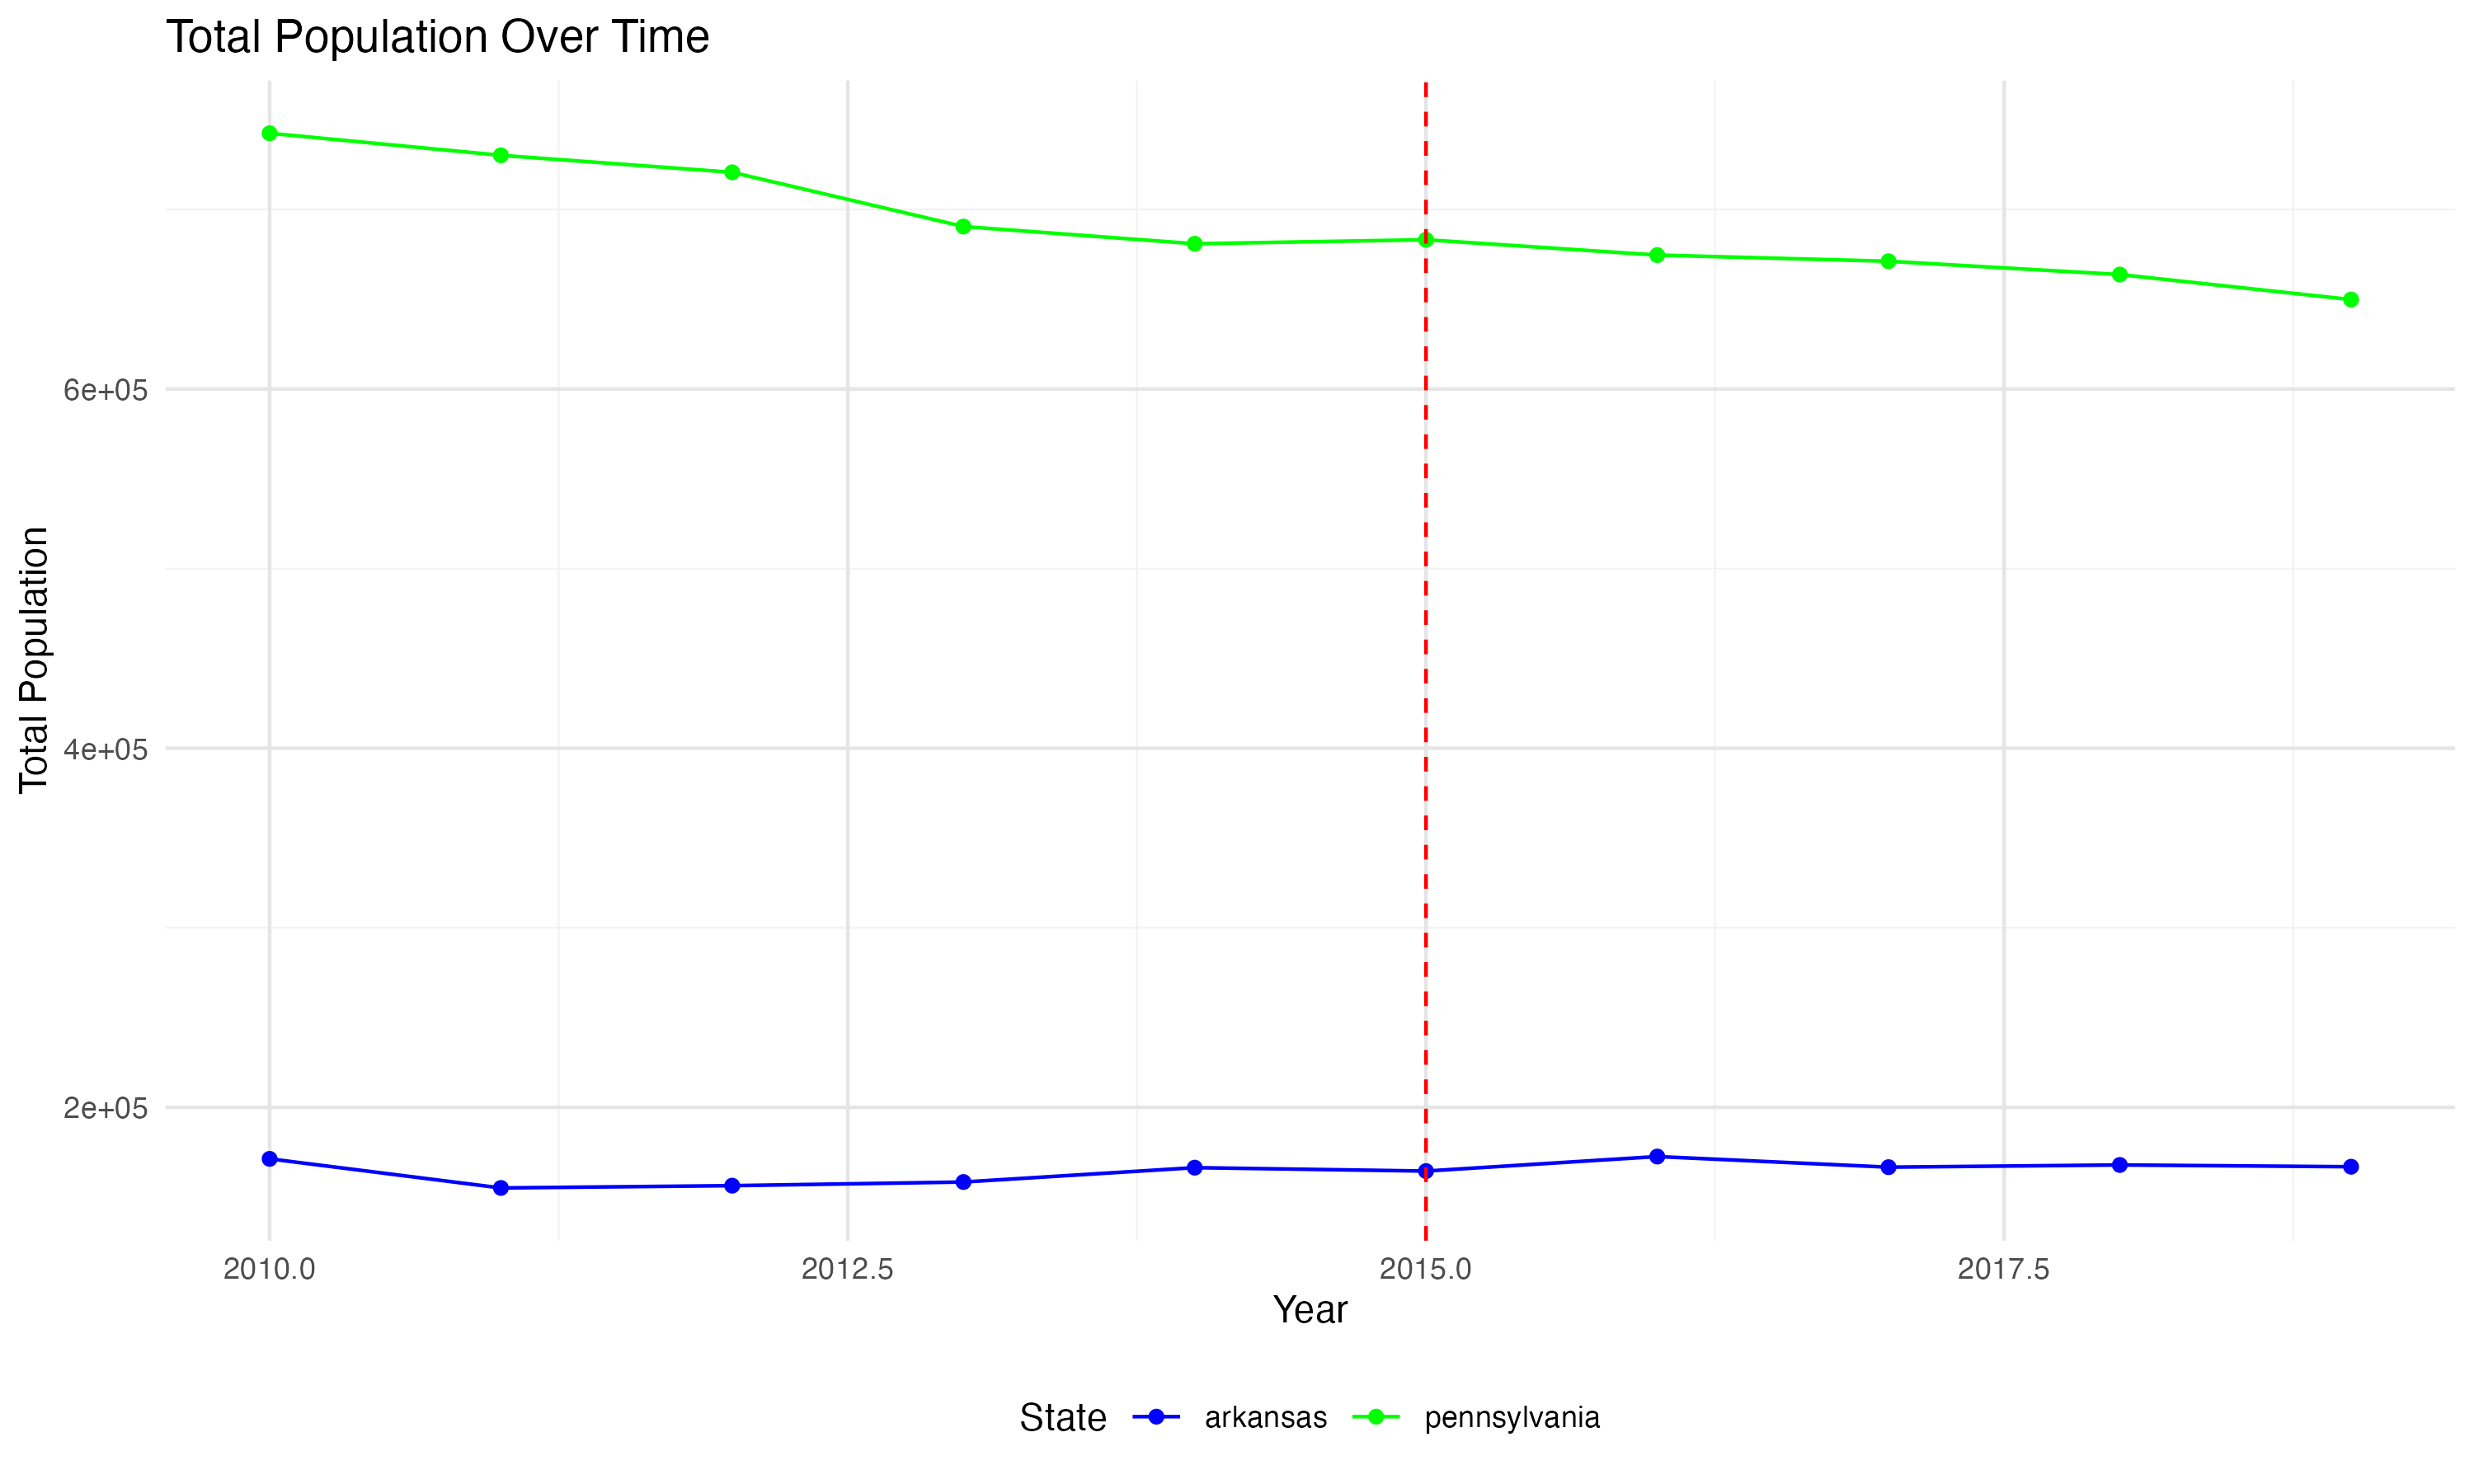 Total Population Over Time
Total Population
6e+05
4e+05
2e+05
2010.0
2012.5
2015.0
2017.5
Year
State arkansas pennsylvania